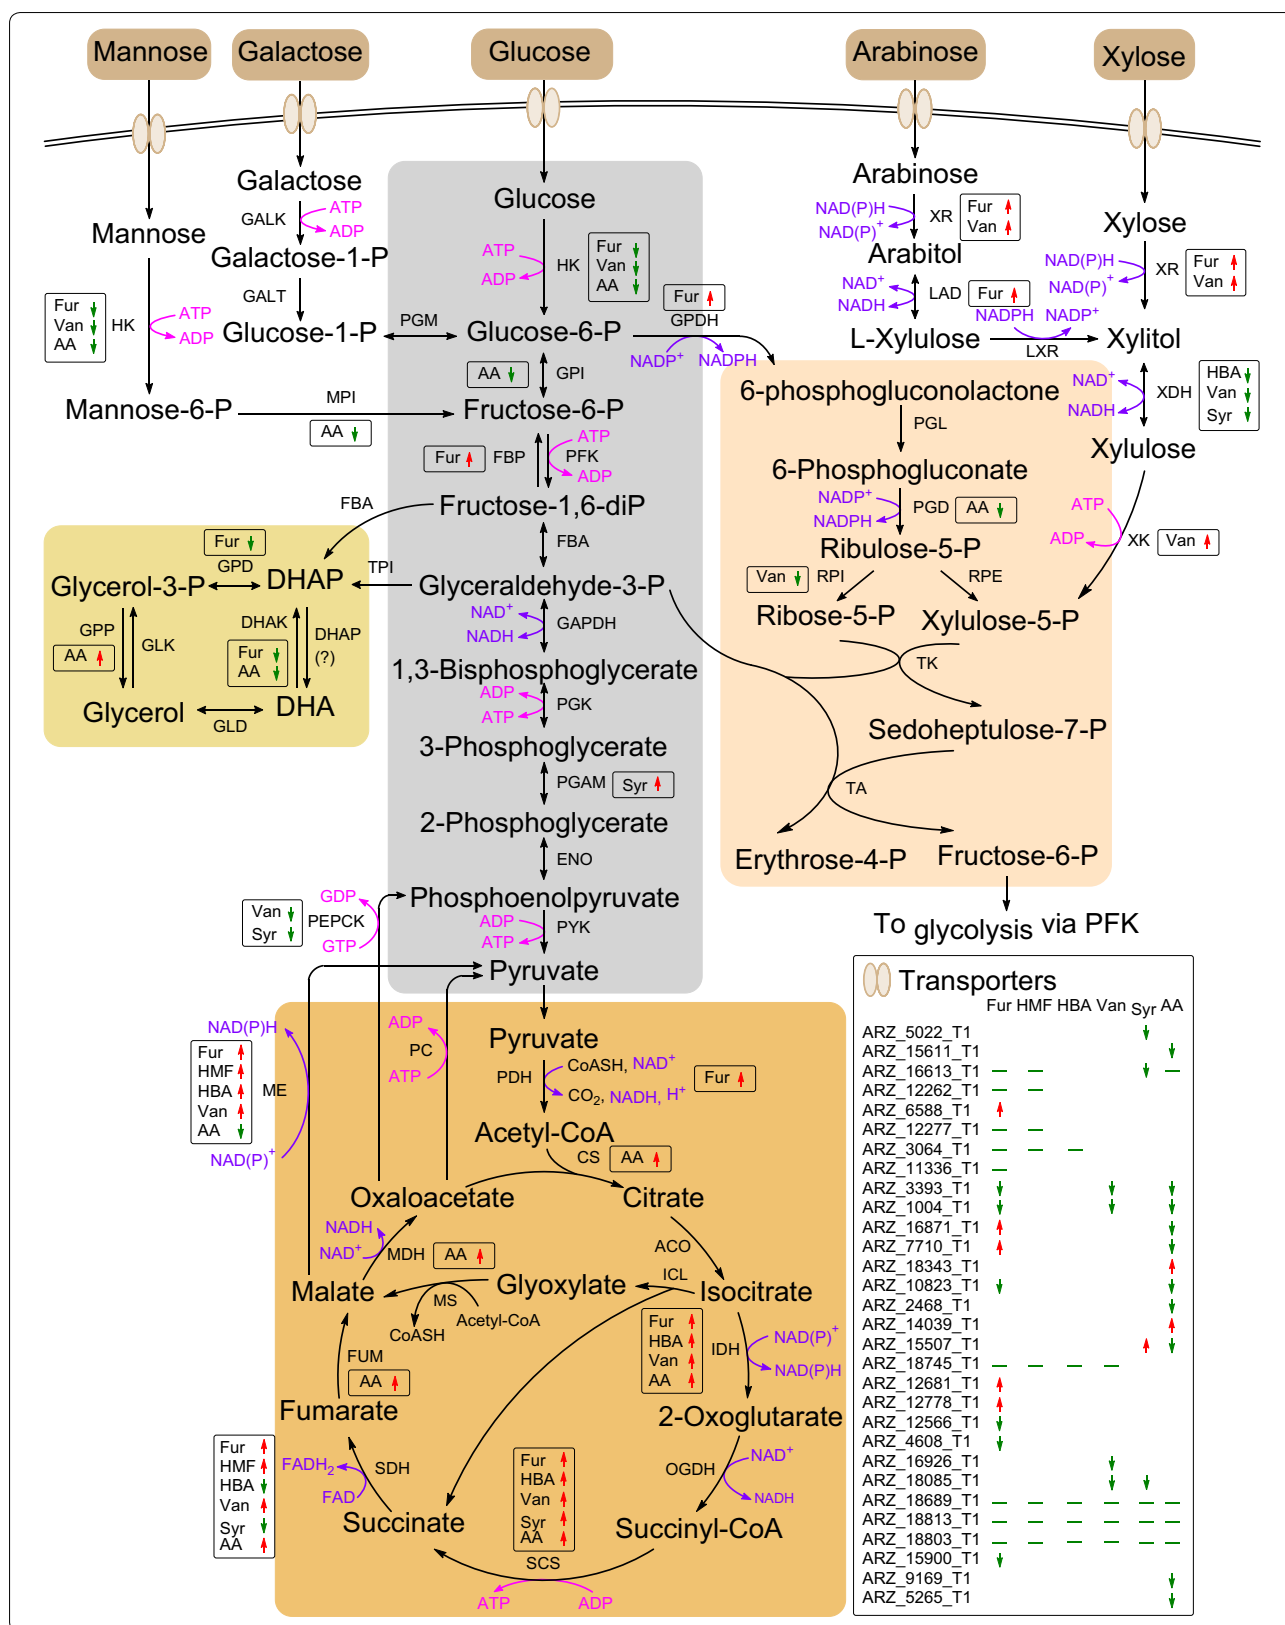 Mannose Galactose Glucose Arabinose Xylose
Galactose
GALK ATP
ADP
Galactose-1-P
GALT
Glucose-1-P
PGM
Mannose
Fur
Van
AA
HK
ATP
ADP
Mannose-6-P
MPI
AA
Glucose
ATP
ADP
HK
Fur
Van
AA
Glucose-6-P
Fur
GPDH
NADP+ NADPH
AA GPI
Fructose-6-P
Fur FBP
ATP
PFK
ADP
Fructose-1,6-diP
FBA
FBA
Glyceraldehyde-3-P
TPI
NAD+
NADH
GAPDH
1,3-Bisphosphoglycerate
ADP
ATP
PGK
3-Phosphoglycerate
PGAM Syr
2-Phosphoglycerate
ENO
Phosphoenolpyruvate
ADP
ATP
PYK
Pyruvate
Fur
GPD
Glycerol-3-P DHAP
GPP
AA
GLK
DHAK
Fur
AA
DHAP
(?)
Glycerol DHA
GLD
Arabinose
NAD(P)H
NAD(P)+
XR
Fur
Van
Arabitol
NAD+
NADH
LAD
Fur
NADPH NADP+
L-Xylulose
LXR
Xylose
NAD(P)H
NAD(P)+
XR
Fur
Van
Xylitol
NAD+
NADH
XDH
HBA
Van
Syr
Xylulose
ATP
ADP
XK Van
6-phosphogluconolactone
PGL
6-Phosphogluconate
NADP+
NADPH
PGD AA
Ribulose-5-P
Van RPI RPE
Ribose-5-P Xylulose-5-P
TK
Sedoheptulose-7-P
TA
Erythrose-4-P Fructose-6-P
To glycolysis via PFK
Van
Syr
GDP
PEPCK
GTP
NAD(P)H
Fur
HMF
HBA
Van
AA
ME
NAD(P)+
ADP
PC
ATP
Pyruvate
PDH
CoASH, NAD+
CO2, NADH, H+
Fur
Acetyl-CoA
CS AA
Oxaloacetate Citrate
NADH
NAD+
MDH AA
ACO
ICL
Malate Glyoxylate Isocitrate
MS
Acetyl-CoA
CoASH
Fur
HBA
Van
AA
IDH
NAD(P)+
NAD(P)H
FUM
AA
Fumarate 2-Oxoglutarate
Fur
HMF
HBA
Van
Syr
AA
FADH2
FAD
SDH
Fur
HBA
Van
Syr
AA
OGDH
NAD+
NADH
Succinate Succinyl-CoA
SCS
ATP ADP
Transporters
Fur HMF HBA Van Syr AA
ARZ_5022_T1
ARZ_15611_T1
ARZ_16613_T1
ARZ_12262_T1
ARZ_6588_T1
ARZ_12277_T1
ARZ_3064_T1
ARZ_11336_T1
ARZ_3393_T1
ARZ_1004_T1
ARZ_16871_T1
ARZ_7710_T1
ARZ_18343_T1
ARZ_10823_T1
ARZ_2468_T1
ARZ_14039_T1
ARZ_15507_T1
ARZ_18745_T1
ARZ_12681_T1
ARZ_12778_T1
ARZ_12566_T1
ARZ_4608_T1
ARZ_16926_T1
ARZ_18085_T1
ARZ_18689_T1
ARZ_18813_T1
ARZ_18803_T1
ARZ_15900_T1
ARZ_9169_T1
ARZ_5265_T1